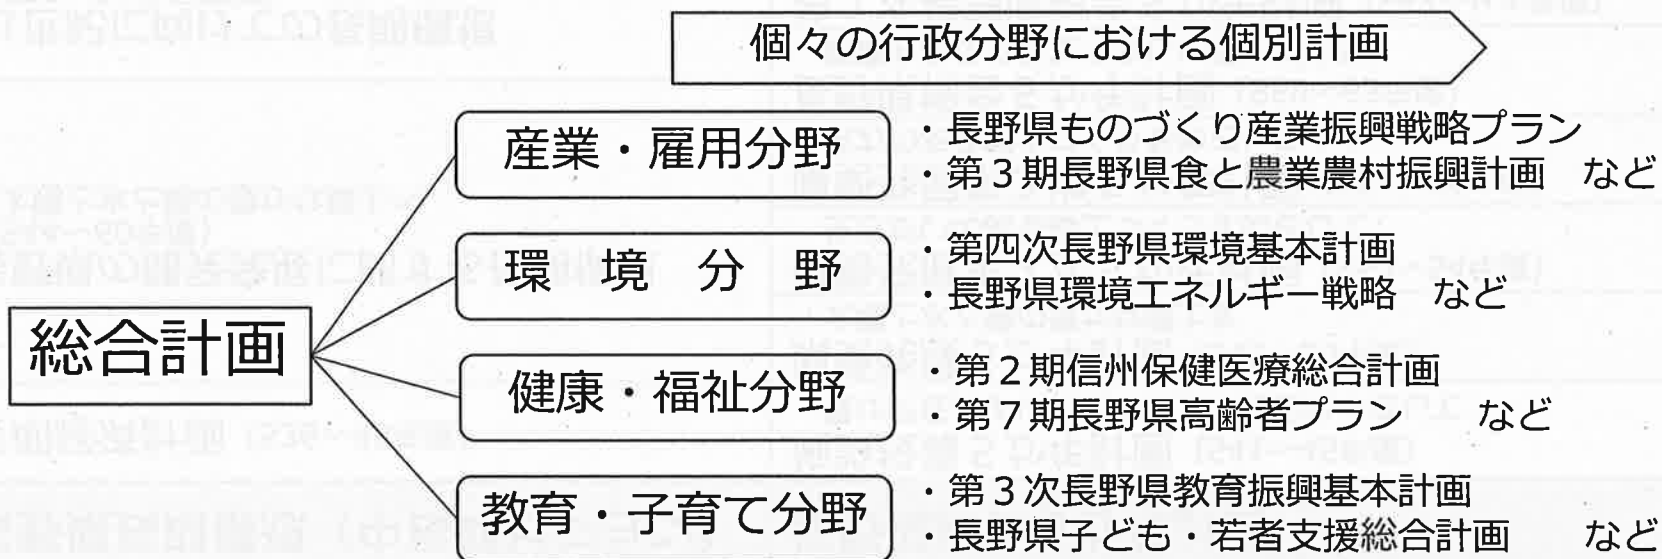 個々の行政分野における個別計画
産業・雇用分野
・長野県ものづくり産業振興戦略プラン
・第３期長野県食と農業農村振興計画　など
環　境　分　野
・第四次長野県環境基本計画
・長野県環境エネルギー戦略　など
総合計画
健康・福祉分野
・第２期信州保健医療総合計画
・第７期長野県高齢者プラン　　など
教育・子育て分野
・第３次長野県教育振興基本計画
・長野県子ども・若者支援総合計画　　など